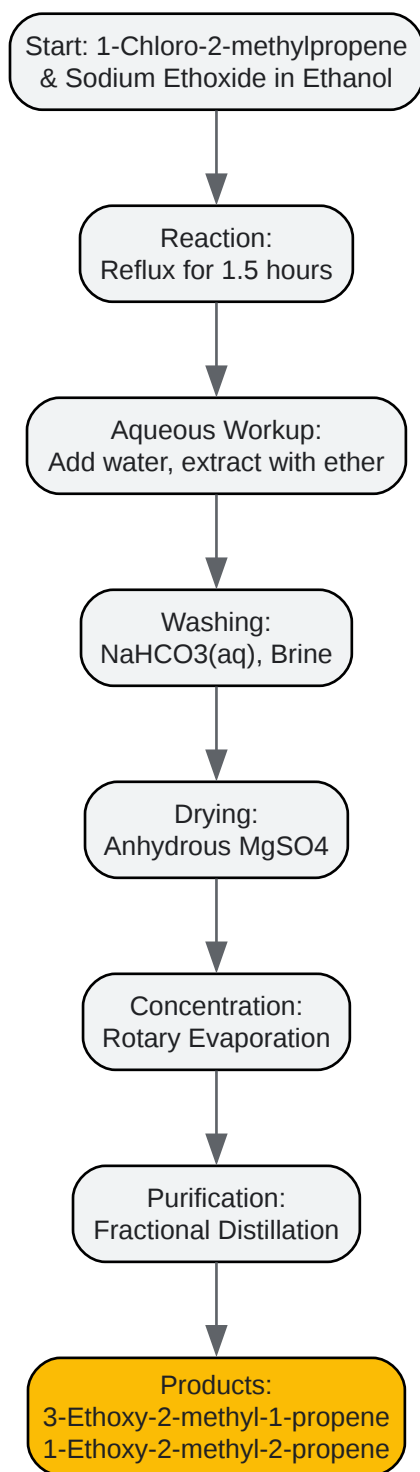 Start: 1-Chloro-2-methylpropene
& Sodium Ethoxide in Ethanol
Reaction:
Reflux for 1.5 hours
Aqueous Workup:
Add water, extract with ether
Washing:
NaHCO3(aq), Brine
Drying:
Anhydrous MgSO4
Concentration:
Rotary Evaporation
Purification:
Fractional Distillation
Products:
3-Ethoxy-2-methyl-1-propene
1-Ethoxy-2-methyl-2-propene